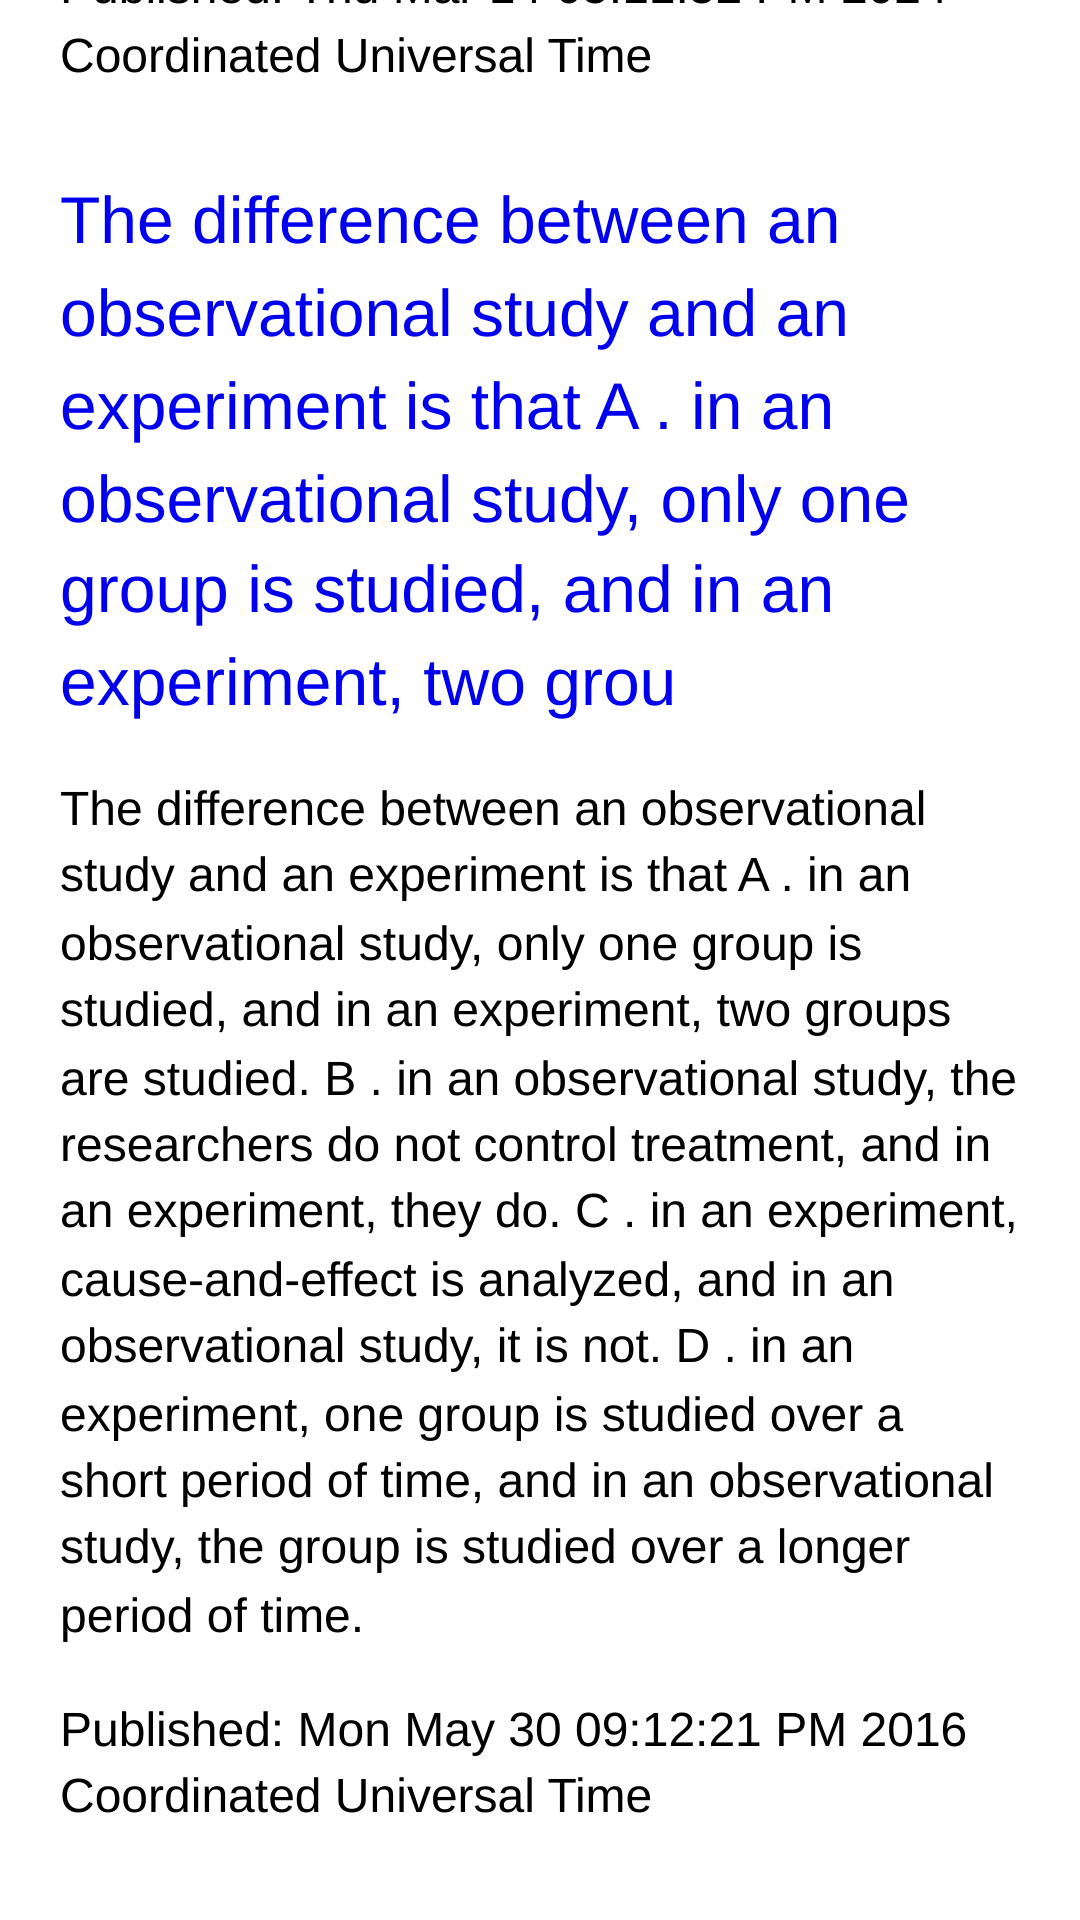 Coordinated Universal Time
The difference between an
observational study and an
experiment is that A . in an
observational study, only one
group is studied, and in an
experiment, two grou
The difference between an observational
study and an experiment is that A . in an
observational study, only one group is
studied, and in an experiment, two groups
are studied. B . in an observational study, the
researchers do not control treatment, and in
an experiment, they do. C . in an experiment,
cause-and-effect is analyzed, and in an
observational study, it is not. D . in an
experiment, one group is studied over a
short period of time, and in an observational
study, the group is studied over a longer
period of time.
Published: Mon May 30 09:12:21 PM 2016
Coordinated Universal Time